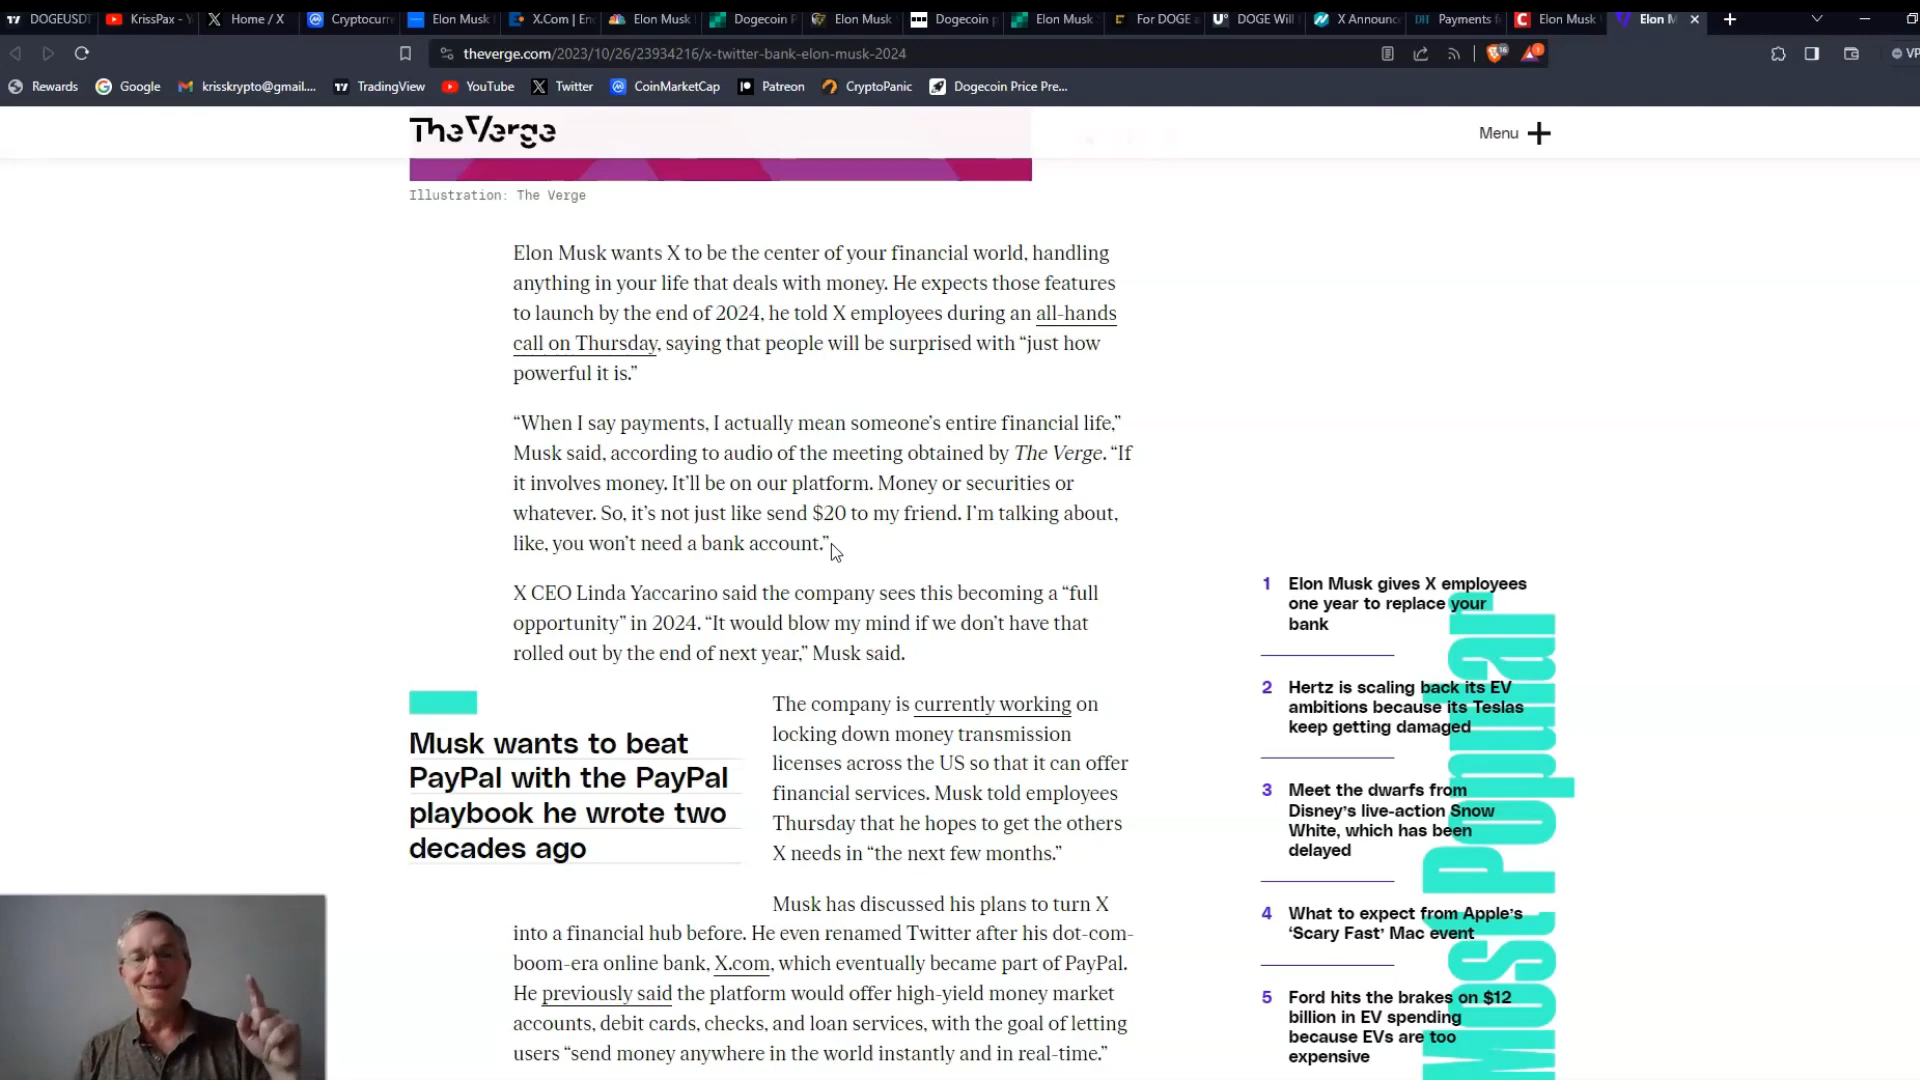 DOGEUSDT
KrissPax -
Home / X
Cryptocurr
Elon Musk
X.Com | En
Elon Musk
Dogecoin P
Elon Musk
Dogecoin p
Elon Musk
For DOGE a
DOGE Will
X Announc
Payments f
Elon Musk
Elon M
theverge.com/2023/10/26/23934216/x-twitter-bank-elon-musk-2024
16
VP
Rewards
Google
krisskrypto@gmail....
TradingView
YouTube
Twitter
CoinMarketCap
Patreon
CryptoPanic
Dogecoin Price Pre...
The Verge
Menu
Illustration: The Verge
Elon Musk wants X to be the center of your financial world, handling
anything in your life that deals with money. He expects those features
to launch by the end of 2024, he told X employees during an all-hands
call on Thursday, saying that people will be surprised with “just how
powerful it is.”
“When I say payments, I actually mean someone’s entire financial life,”
Musk said, according to audio of the meeting obtained by The Verge. “If
it involves money. It’ll be on our platform. Money or securities or
whatever. So, it’s not just like send $20 to my friend. I’m talking about,
like, you won’t need a bank account.”
X CEO Linda Yaccarino said the company sees this becoming a “full
opportunity” in 2024. “It would blow my mind if we don’t have that
rolled out by the end of next year,” Musk said.
Musk wants to beat
PayPal with the PayPal
playbook he wrote two
decades ago
The company is currently working on
locking down money transmission
licenses across the US so that it can offer
financial services. Musk told employees
Thursday that he hopes to get the others
X needs in “the next few months.”
Musk has discussed his plans to turn X
into a financial hub before. He even renamed Twitter after his dot-com-
boom-era online bank, X.com, which eventually became part of PayPal.
He previously said the platform would offer high-yield money market
accounts, debit cards, checks, and loan services, with the goal of letting
users “send money anywhere in the world instantly and in real-time.”
Most Popular
1 Elon Musk gives X employees
one year to replace your
bank
2 Hertz is scaling back its EV
ambitions because its Teslas
keep getting damaged
3 Meet the dwarfs from
Disney’s live-action Snow
White, which has been
delayed
4 What to expect from Apple’s
‘Scary Fast’ Mac event
5 Ford hits the brakes on $12
billion in EV spending
because EVs are too
expensive